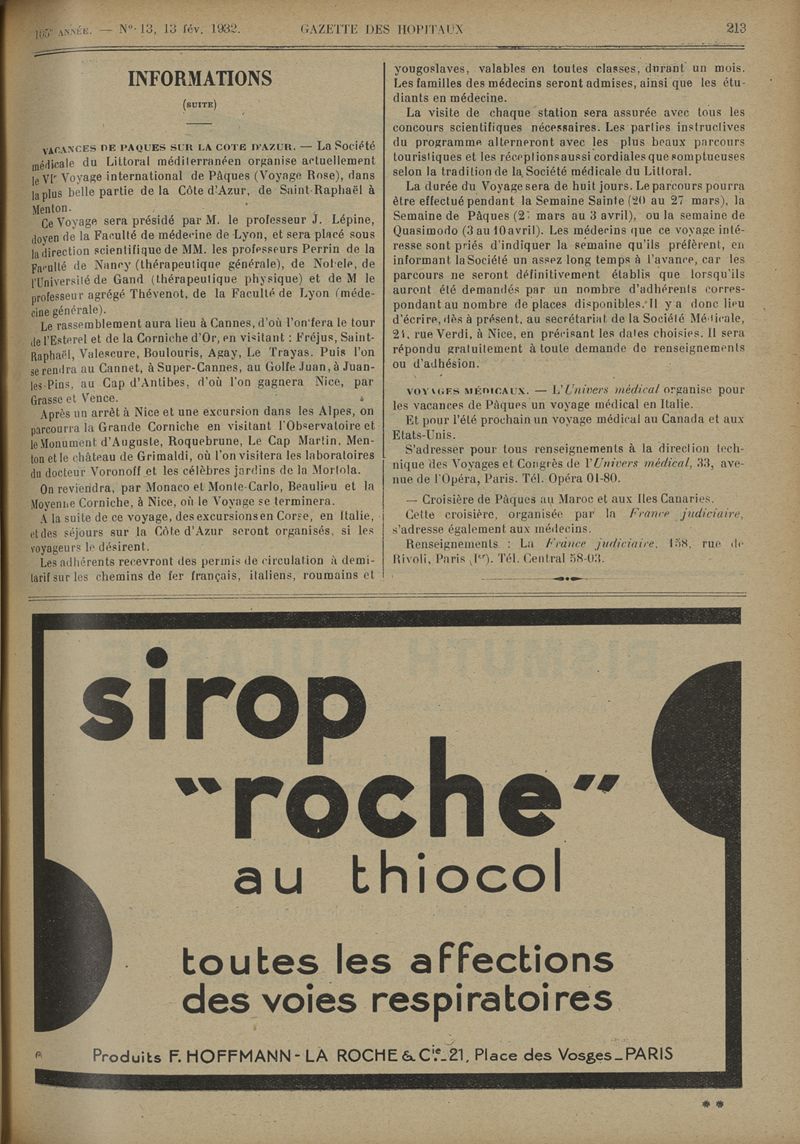 105e ANNÉE. — No 13, 13 fév. 1932. GAZETTE DES HOPITAUX 213
INFORMATIONS
(SUITE)
VACANCES DE PAQUES SUR LA COTE D'AZUR. — La Société
médicale du Littoral méditerranéen organise actuellement
le VIe Voyage international de Pâques (Voyage Rose), dans
la plus belle partie de la Côte d'Azur, de Saint-Raphaël à
Menton.
Ce Voyage sera présidé par M. le professeur J. Lépine,
doyen de la Faculté de médecine de Lyon, et sera placé sous
la direction scientifique de MM. les professeurs Perrin de la
Faculté de Nancy (thérapeutique générale), de Nobele, de
l'Université de Gand (thérapeutique physique) et de M le
professeur agrégé Thévenot, de la Faculté de Lyon (méde-
cine générale).
Le rassemblement aura lieu à Cannes, d'où l'on fera le tour
de l'Esterel et de la Corniche d'Or, en visitant : Fréjus, Saint-
Raphaël, Valescure, Boulouris, Agay, Le Trayas. Puis l'on
se rendra au Cannet, à Super-Cannes, au Golfe Juan, à Juan-
les-Pins, au Cap d'Antibes, d'où l'on gagnera Nice, par
Grasse et Vence.
Après un arrêt à Nice et une excursion dans les Alpes, on
parcourra la Grande Corniche en visitant l'Observatoire et
le Monument d'Auguste, Roquebrune, Le Cap Martin, Men-
ton et le château de Grimaldi, où l'on visitera les laboratoires
du docteur Voronoff et les célèbres jardins de la Mortola.
On reviendra, par Monaco et Monte-Carlo, Beaulieu et la
Moyenne Corniche, à Nice, où le Voyage se terminera.
A la suite de ce voyage, des excursions en Corse, en Italie,
et des séjours sur la Côte d'Azur seront organisés, si les
voyageurs le désirent.
Les adhérents recevront des permis de circulation à demi-
tarif sur les chemins de fer français, italiens, roumains et
yougoslaves, valables en toutes classes, durant un mois.
Les familles des médecins seront admises, ainsi que les étu-
diants en médecine.
La visite de chaque station sera assurée avec tous les
concours scientifiques nécessaires. Les parties instructives
du programme alterneront avec les plus beaux parcours
touristiques et les réceptions aussi cordiales que somptueuses
selon la tradition de la Société médicale du Littoral.
La durée du Voyage sera de huit jours. Le parcours pourra
être effectué pendant la Semaine Sainte (20 au 27 mars), la
Semaine de Pâques (27 mars au 3 avril), ou la semaine de
Quasimodo (3 au 10 avril). Les médecins que ce voyage inté-
resse sont priés d'indiquer la semaine qu'ils préfèrent, en
informant la Société un assez long temps à l'avance, car les
parcours ne seront définitivement établis que lorsqu'ils
auront été demandés par un nombre d'adhérents corres-
pondant au nombre de places disponibles. Il y a donc lieu
d'écrire, dès à présent, au secrétariat de la Société Médicale,
24, rue Verdi, à Nice, en précisant les dates choisies. Il sera
répondu gratuitement à toute demande de renseignements
ou d'adhésion.
VOYAGES MÉDICAUX. — L'Univers médical organise pour
les vacances de Pâques un voyage médical en Italie.
Et pour l'été prochain un voyage médical au Canada et aux
Etats-Unis.
S'adresser pour tous renseignements à la direction tech-
nique des Voyages et Congrès de l'Univers médical, 33, ave-
nue de l'Opéra, Paris. Tél. Opéra 01-80.
— Croisière de Pâques au Maroc et aux Iles Canaries.
Cette croisière, organisée par la France judiciaire,
s'adresse également aux médecins.
Renseignements : La France judiciaire, 158, rue de
Rivoli, Paris (Ier). Tél. Central 58-03.
sirop
"roche"
au thiocol
toutes les affections
des voies respiratoires
Produits F. HOFFMANN-LA ROCHE & Cie_21, Place des Vosges_PARIS
* *